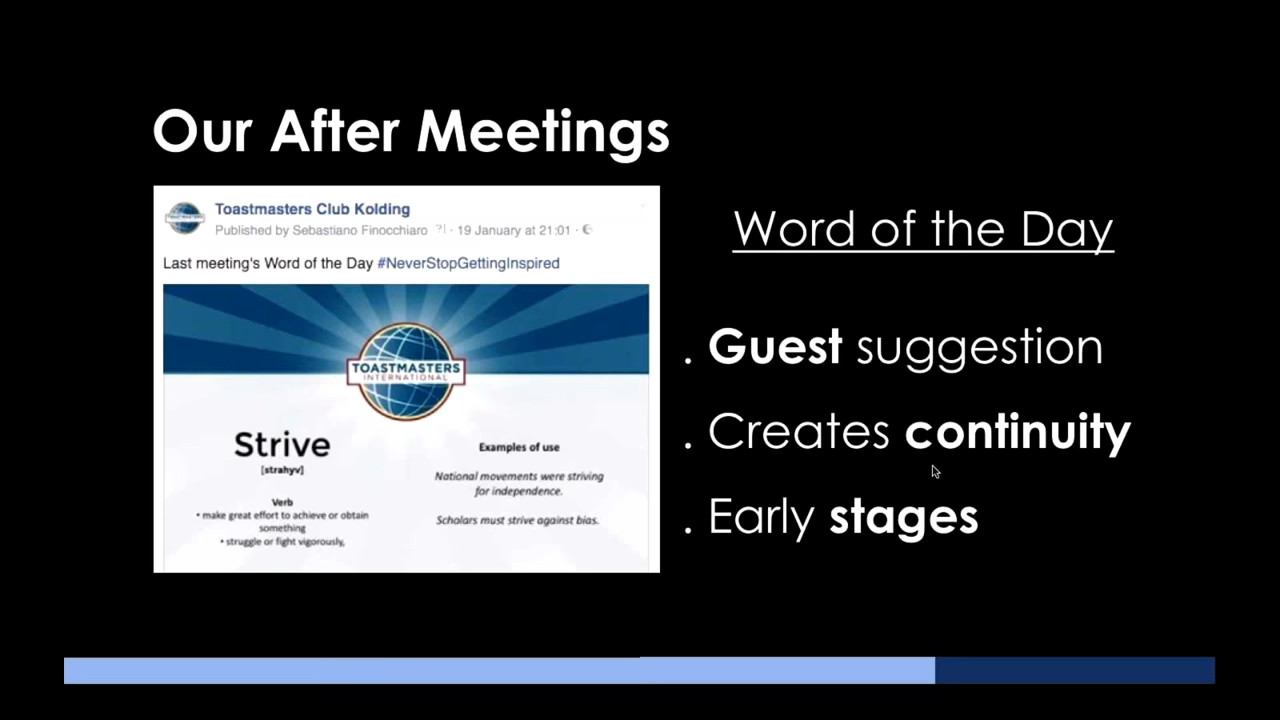 Our After Meetings
Toastmasters Club Kolding
Published by Sebastiano Finocchiaro [?] · 19 January at 21:01 ·
Last meeting's Word of the Day #NeverStopGettingInspired
TOASTMASTERS
INTERNATIONAL
Strive
[strahyv]
Verb
• make great effort to achieve or obtain
something
• struggle or fight vigorously,
Examples of use
National movements were striving
for independence.
Scholars must strive against bias.
Word of the Day
. Guest suggestion
. Creates continuity
. Early stages